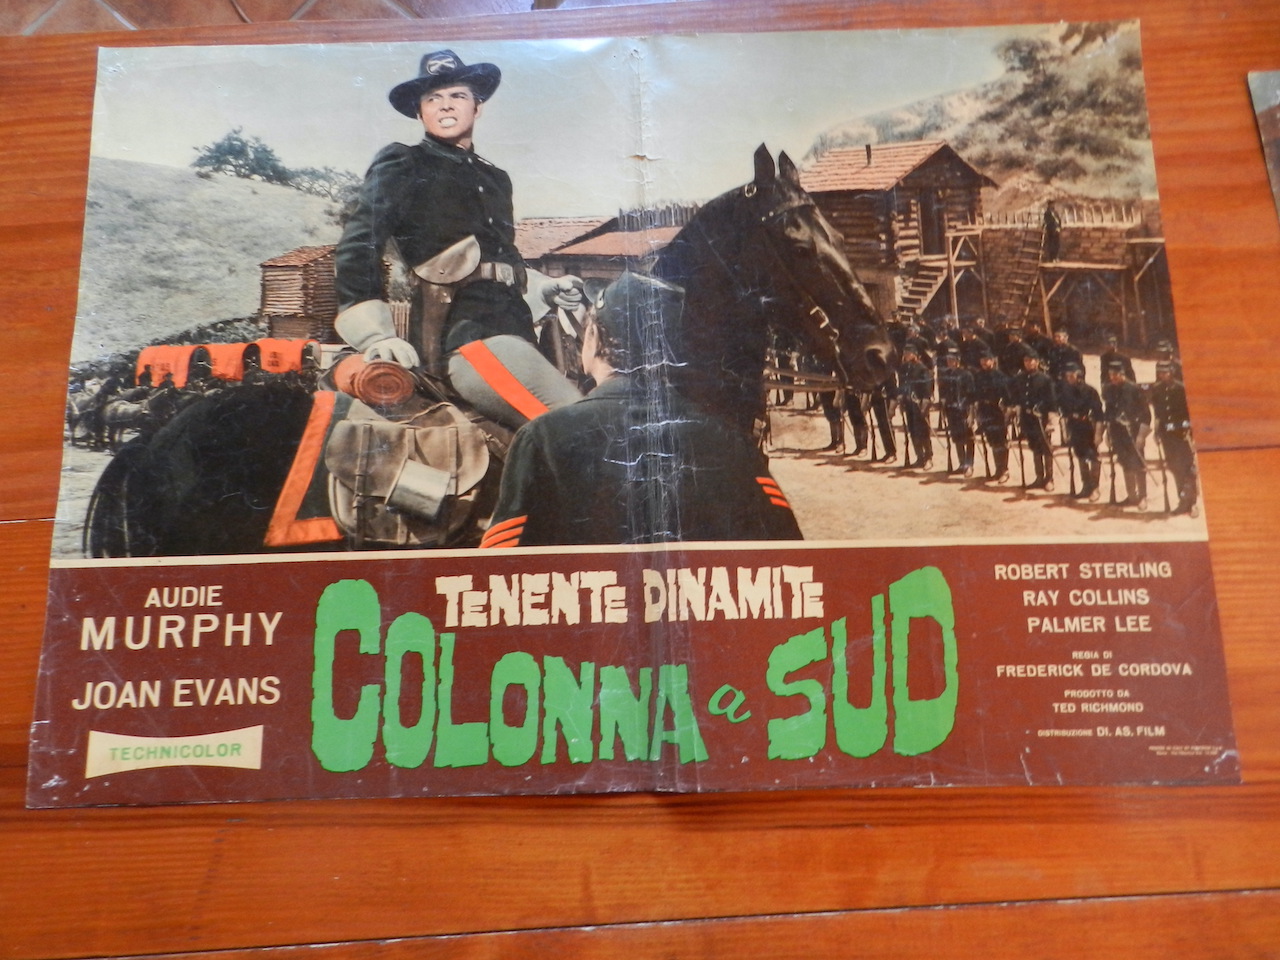 AUDIE
MURPHY
JOAN EVANS
TECHNICOLOR
TENENTE DINAMITE
COLONNA a SUD
ROBERT STERLING
RAY COLLINS
PALMER LEE
REGIA DI
FREDERICK DE CORDOVA
PRODOTTO DA
TED RICHMOND
DISTRIBUZIONE DI. AS. FILM